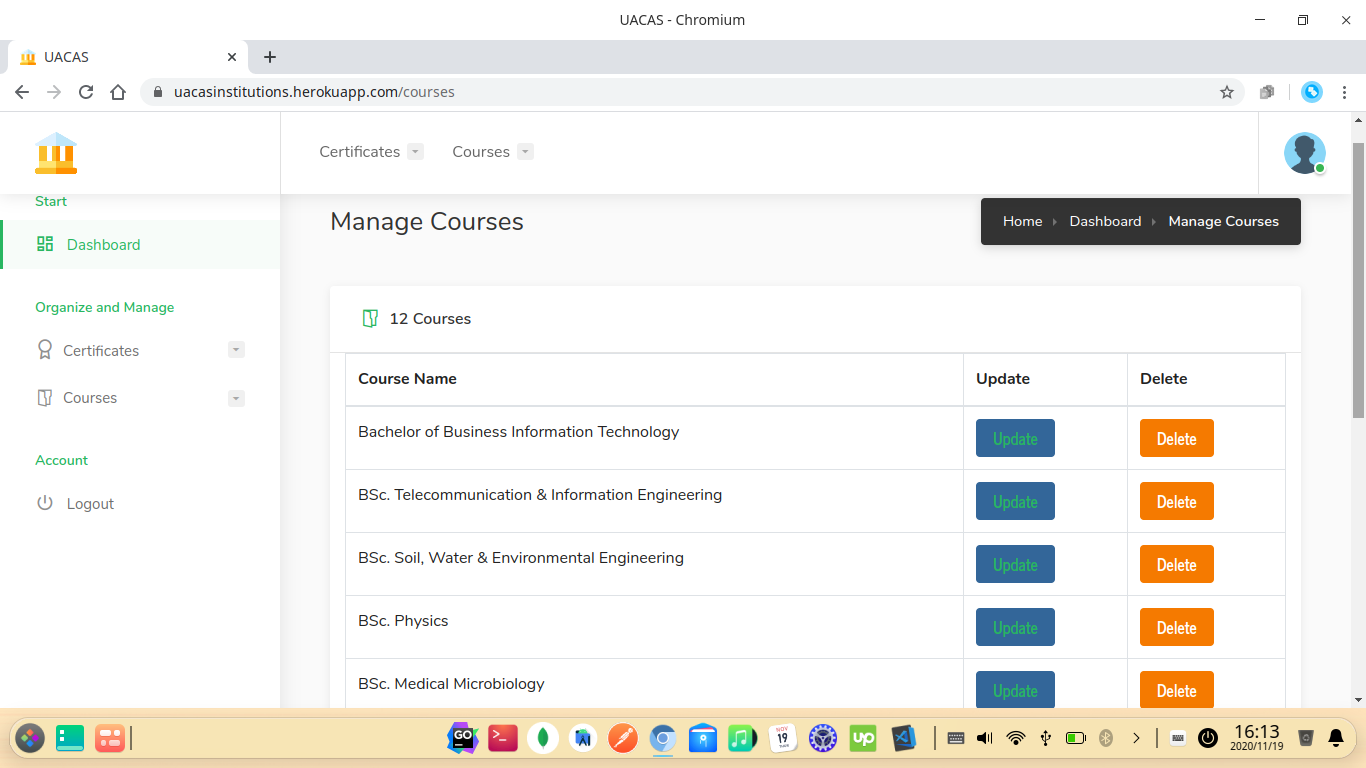 UACAS - Chromium
UACAS
uacasinstitutions.herokuapp.com/courses
Certificates Courses
Start
Dashboard
Organize and Manage
Certificates
Courses
Account
Logout
Manage Courses
Home Dashboard Manage Courses
12 Courses
Course Name Update Delete
Bachelor of Business Information Technology Update Delete
BSc. Telecommunication & Information Engineering Update Delete
BSc. Soil, Water & Environmental Engineering Update Delete
BSc. Physics Update Delete
BSc. Medical Microbiology Update Delete
GO
NOV
19
up
16:13
2020/11/19